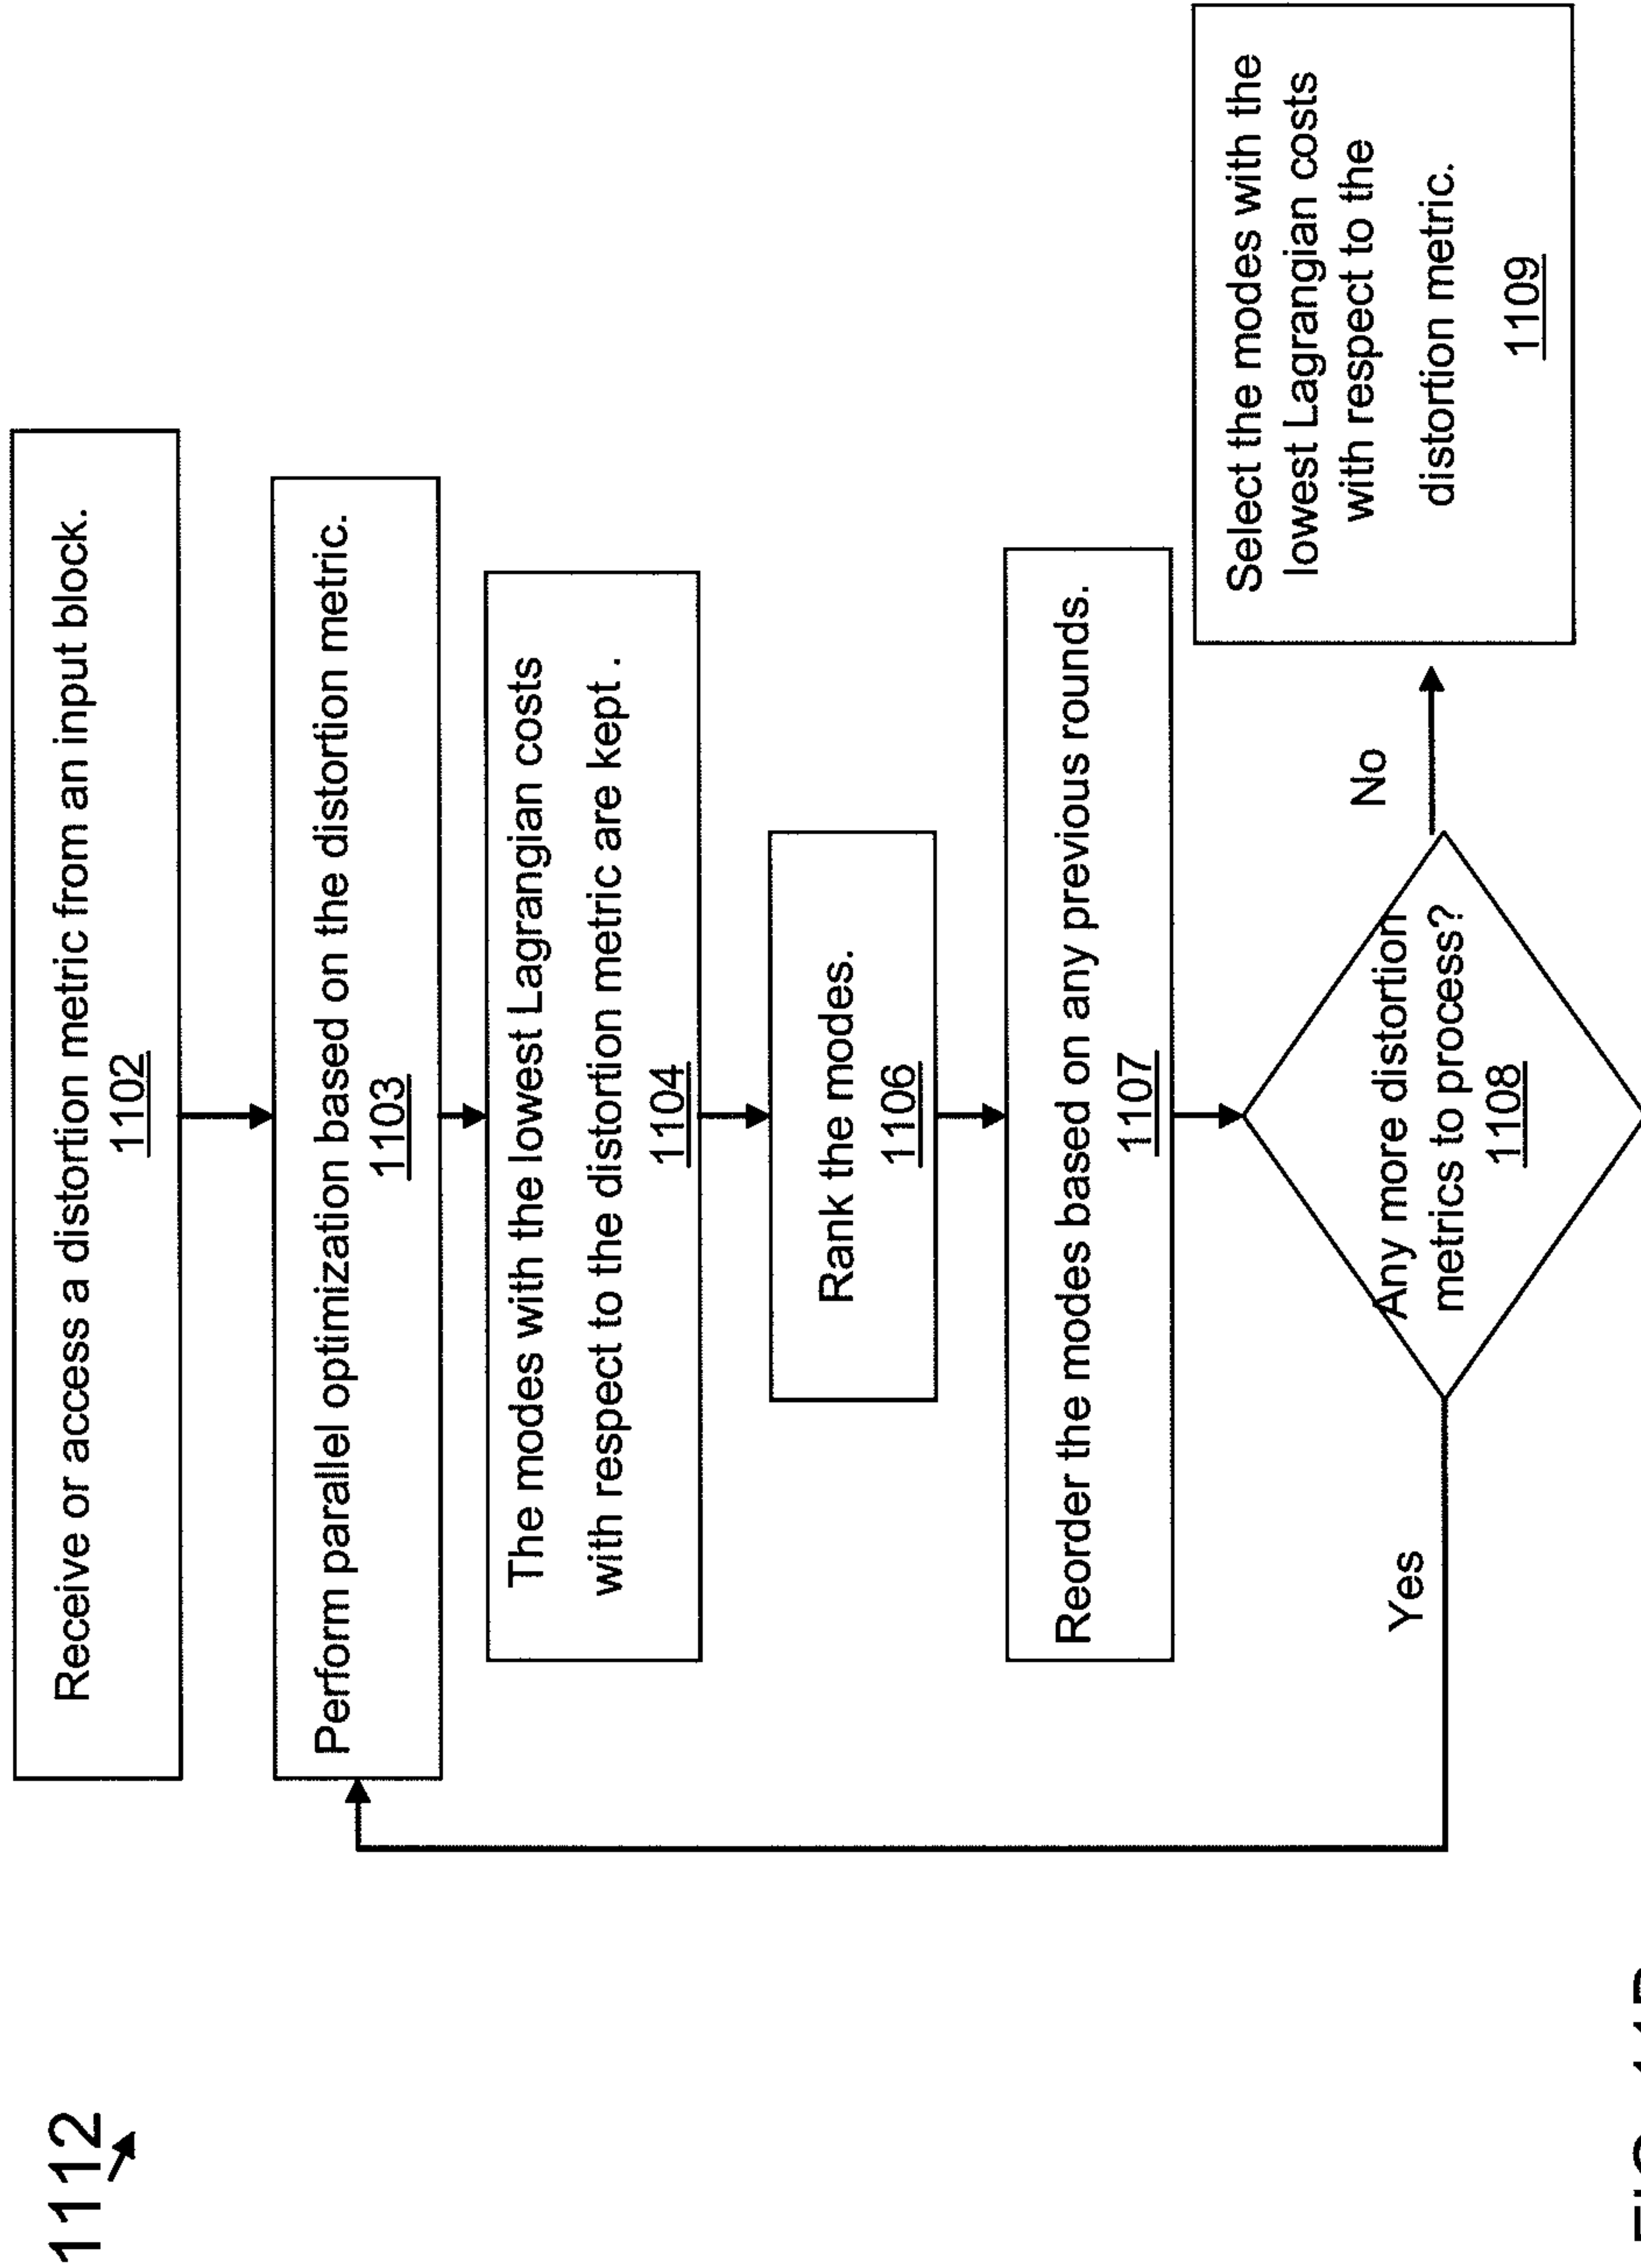 1112
Receive or access a distortion metric from an input block.
1102
Perform parallel optimization based on the distortion metric.
1103
The modes with the lowest Lagrangian costs
with respect to the distortion metric are kept .
1104
Rank the modes.
1106
Reorder the modes based on any previous rounds.
1107
Any more distortion
metrics to process?
1108
Yes
No
Select the modes with the
lowest Lagrangian costs
with respect to the
distortion metric.
1109